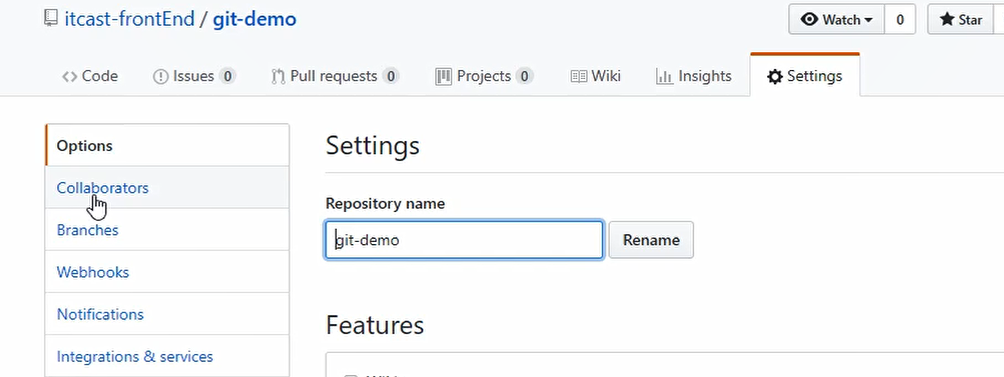 itcast-frontEnd / git-demo
Watch 0 Star
Code Issues 0 Pull requests 0 Projects 0 Wiki Insights Settings
Options
Collaborators
Branches
Webhooks
Notifications
Integrations & services
Settings
Repository name
git-demo Rename
Features